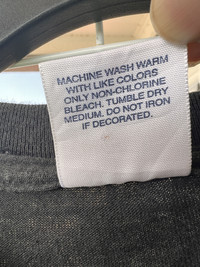 MACHINE WASH WARM
WITH LIKE COLORS
ONLY NON-CHLORINE
BLEACH. TUMBLE DRY
MEDIUM. DO NOT IRON
IF DECORATED.